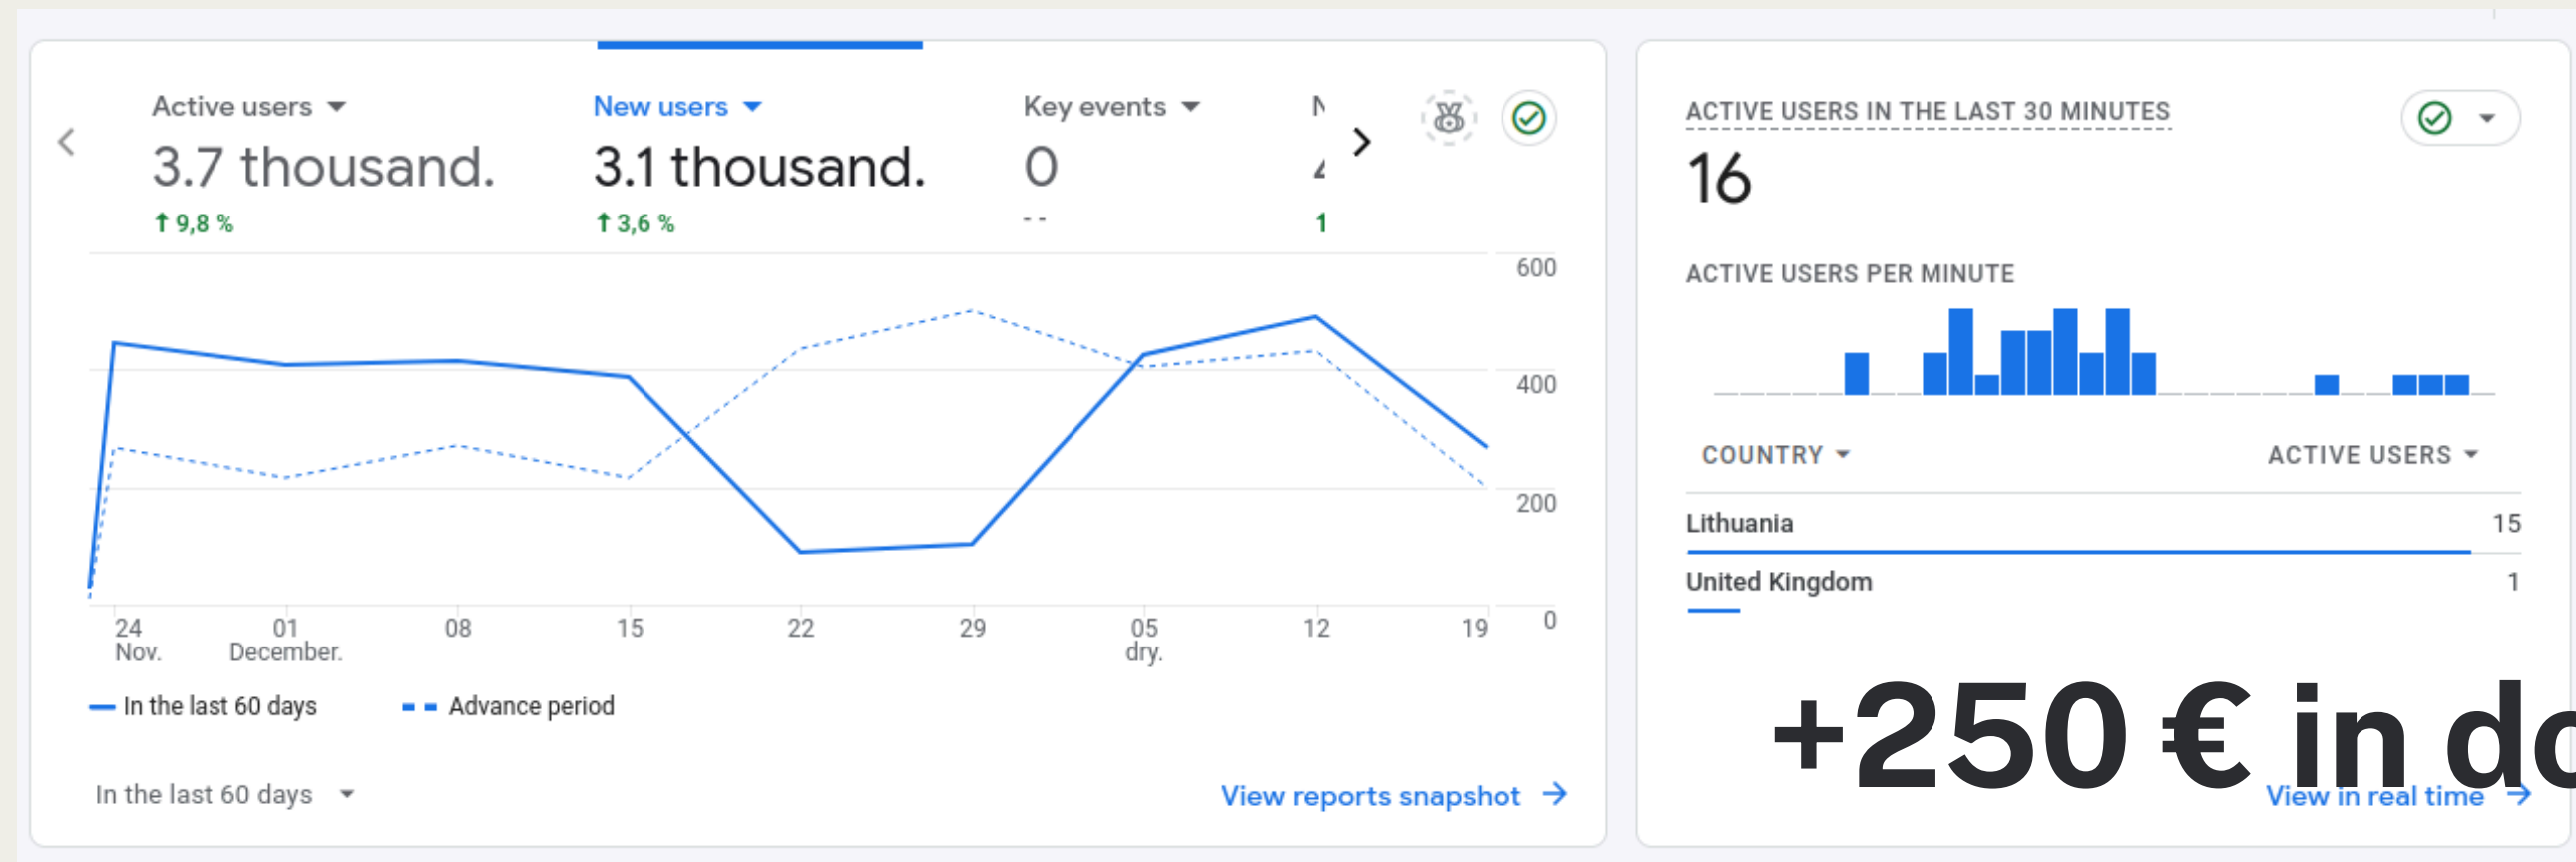 Active users
New users
Key events
3.7 thousand.
3.1 thousand.
0
9,8 %
3,6 %
--
1
600
400
200
0
24 Nov.
01 December.
08
15
22
29
05 dry.
12
19
In the last 60 days
Advance period
In the last 60 days
View reports snapshot
ACTIVE USERS IN THE LAST 30 MINUTES
16
ACTIVE USERS PER MINUTE
COUNTRY
ACTIVE USERS
Lithuania
15
United Kingdom
1
+250 € in
View in real time